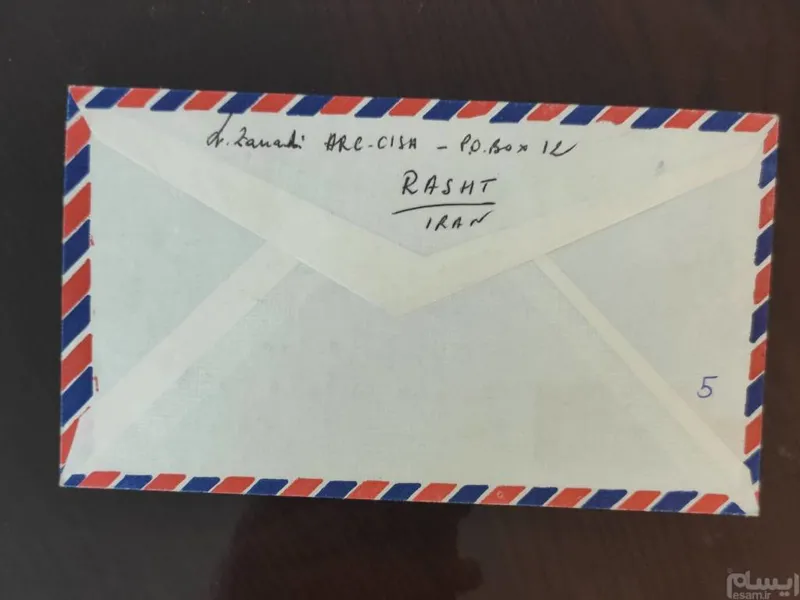 ARC-CISA - P.O. Box 12
RASHT
IRAN
5
ایسام
esam.ir